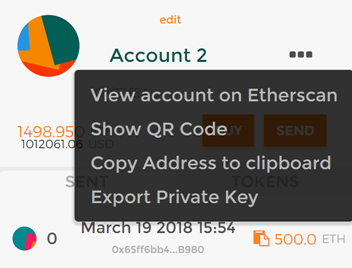 edit
Account 2
View account on Etherscan
1498.950
Show QR Code
UY SEND
1012061.06 USD
Copy Address to clipboard
SENT TOKENS
Export Private Key
March 19 2018 15:54
0 500.0 ETH
0x65ff6bb4...B980